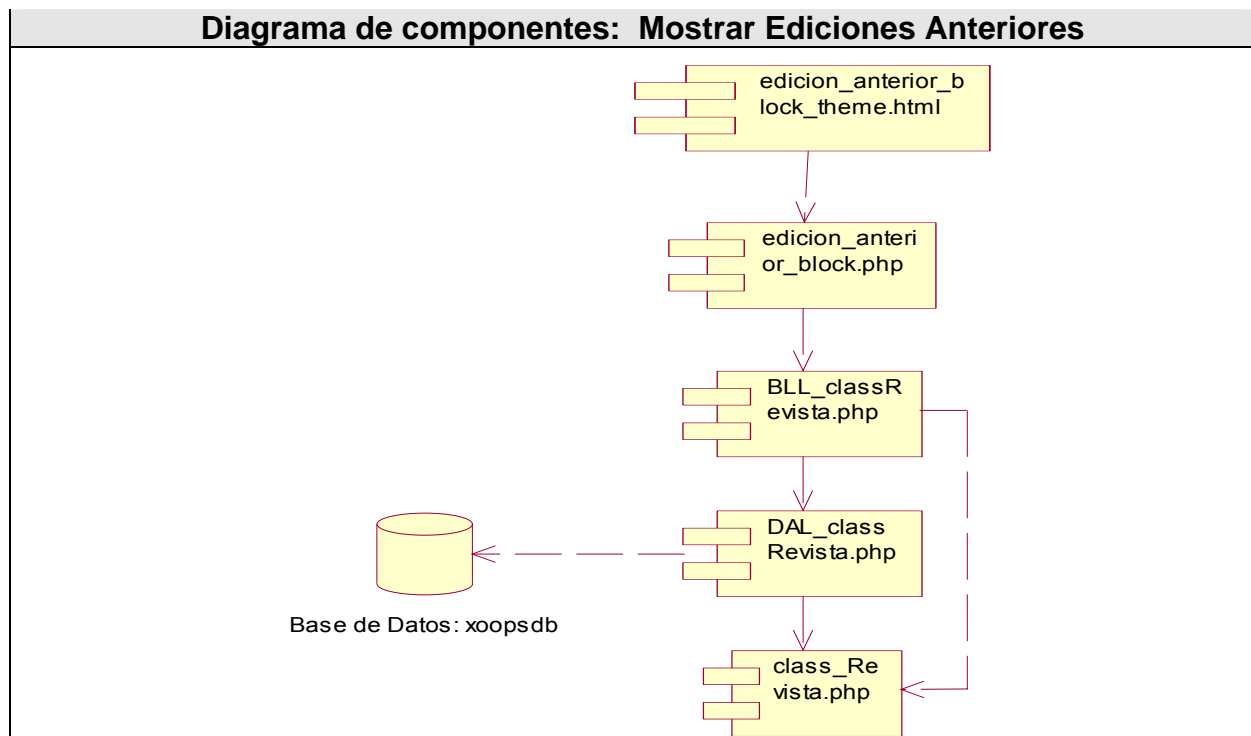 Diagrama de componentes:  Mostrar Ediciones Anteriores
edicion_anterior_b
lock_theme.html
edicion_anteri
or_block.php
BLL_classR
evista.php
DAL_class
Revista.php
Base de Datos: xoopsdb
class_Re
vista.php